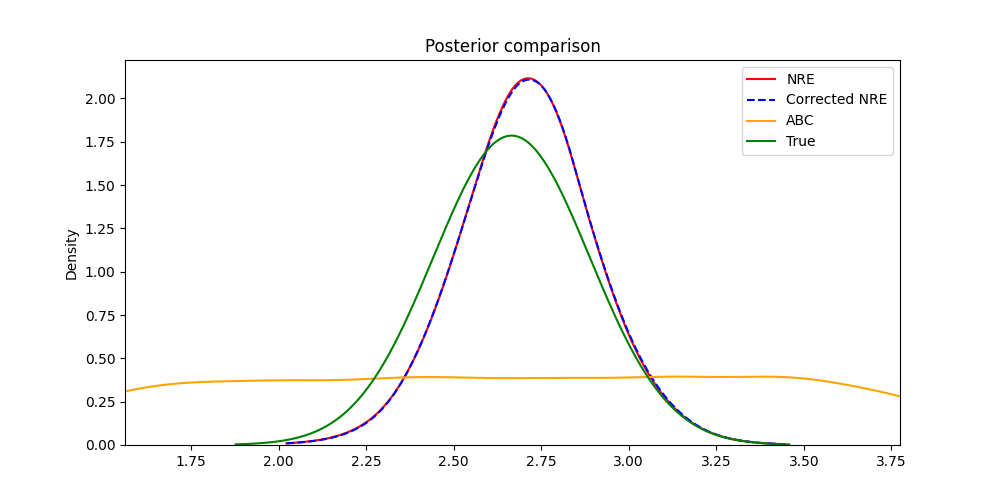 Posterior comparison
NRE
Corrected NRE
ABC
True
Density
2.00
1.75
1.50
1.25
1.00
0.75
0.50
0.25
0.00
1.75 2.00 2.25 2.50 2.75 3.00 3.25 3.50 3.75